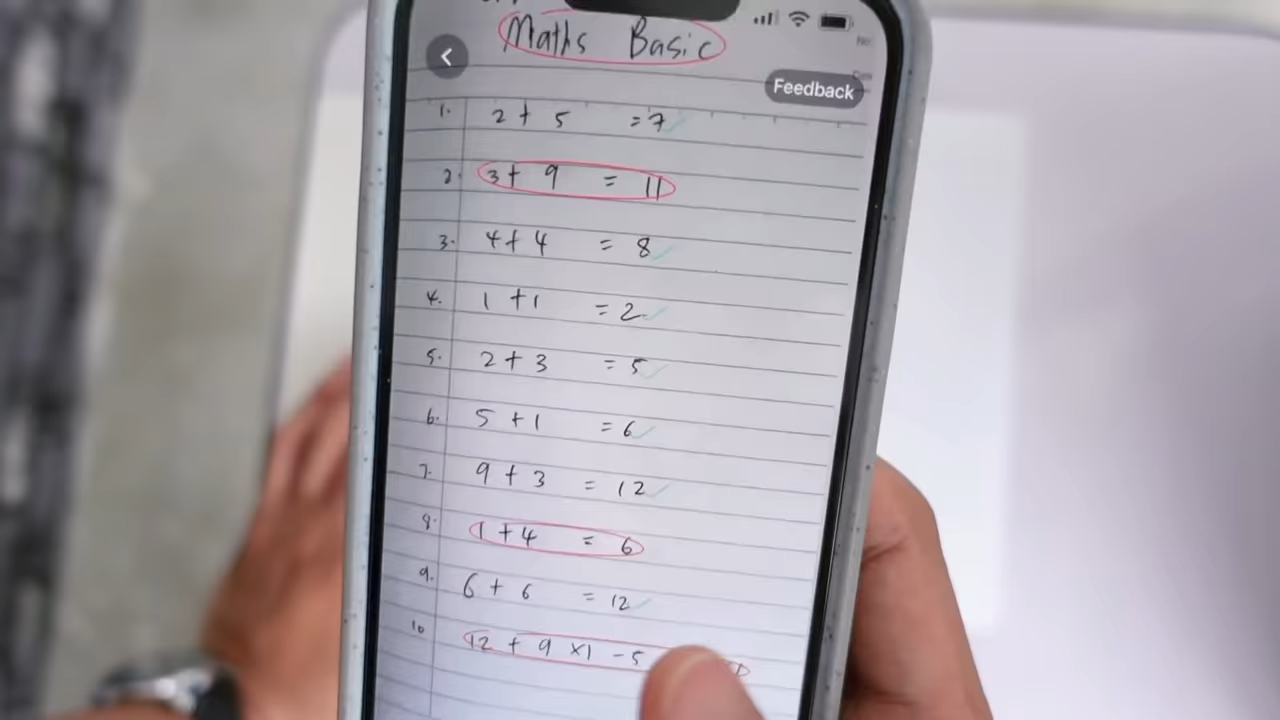 Maths Basic
Feedback
1. 2 + 5 = 7
2. 3 + 9 = 11
3. 4 + 4 = 8
4. 1 + 1 = 2
5. 2 + 3 = 5
6. 5 + 1 = 6
7. 9 + 3 = 12
8. 1 + 4 = 6
9. 6 + 6 = 12
10 12 + 9 x1 - 5